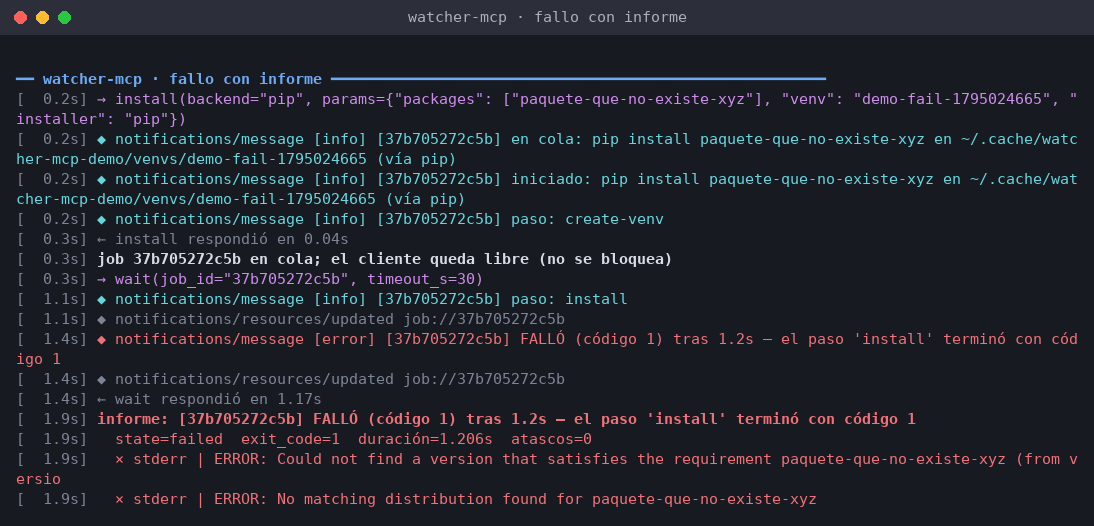 watcher-mcp · fallo con informe
━━ watcher-mcp · fallo con informe ━━━━━━━━━━━━━━━━━━━━━━━━━━━━━━━━━━━━━━━━━━━━━━━━━━━━━━━
[  0.2s] → install(backend="pip", params={"packages": ["paquete-que-no-existe-xyz"], "venv": "demo-fail-1795024665", "
installer": "pip"})
[  0.2s] ◆ notifications/message [info] [37b705272c5b] en cola: pip install paquete-que-no-existe-xyz en ~/.cache/watc
her-mcp-demo/venvs/demo-fail-1795024665 (vía pip)
[  0.2s] ◆ notifications/message [info] [37b705272c5b] iniciado: pip install paquete-que-no-existe-xyz en ~/.cache/wat
cher-mcp-demo/venvs/demo-fail-1795024665 (vía pip)
[  0.2s] ◆ notifications/message [info] [37b705272c5b] paso: create-venv
[  0.3s] ← install respondió en 0.04s
[  0.3s] job 37b705272c5b en cola; el cliente queda libre (no se bloquea)
[  0.3s] → wait(job_id="37b705272c5b", timeout_s=30)
[  1.1s] ◆ notifications/message [info] [37b705272c5b] paso: install
[  1.1s] ◆ notifications/resources/updated job://37b705272c5b
[  1.4s] ◆ notifications/message [error] [37b705272c5b] FALLÓ (código 1) tras 1.2s — el paso 'install' terminó con cód
igo 1
[  1.4s] ◆ notifications/resources/updated job://37b705272c5b
[  1.4s] ← wait respondió en 1.17s
[  1.9s] informe: [37b705272c5b] FALLÓ (código 1) tras 1.2s — el paso 'install' terminó con código 1
[  1.9s]   state=failed  exit_code=1  duración=1.206s  atascos=0
[  1.9s]   × stderr | ERROR: Could not find a version that satisfies the requirement paquete-que-no-existe-xyz (from v
ersio
[  1.9s]   × stderr | ERROR: No matching distribution found for paquete-que-no-existe-xyz